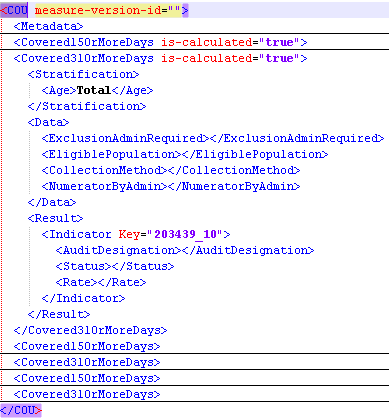 <COU measure-version-id="">
<Metadata>
<Covered15OrMoreDays is-calculated="true">
<Covered31OrMoreDays is-calculated="true">
<Stratification>
<Age>Total</Age>
</Stratification>
<Data>
<ExclusionAdminRequired></ExclusionAdminRequired>
<EligiblePopulation></EligiblePopulation>
<CollectionMethod></CollectionMethod>
<NumeratorByAdmin></NumeratorByAdmin>
</Data>
<Result>
<Indicator Key="203439_10">
<AuditDesignation></AuditDesignation>
<Status></Status>
<Rate></Rate>
</Indicator>
</Result>
</Covered31OrMoreDays>
<Covered15OrMoreDays>
<Covered31OrMoreDays>
<Covered15OrMoreDays>
<Covered31OrMoreDays>
</COU>